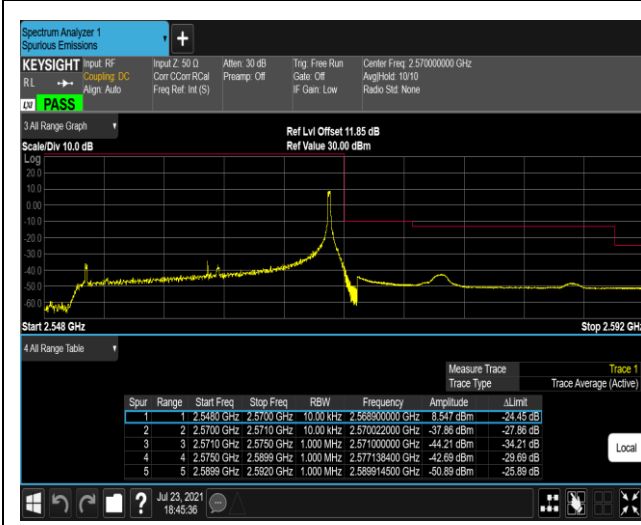 Spectrum Analyzer 1
Spurious Emissions
KEYSIGHT Input: RF Input Z: 50 Ω Atten: 30 dB Trig: Free Run Center Freq: 2.570000000 GHz
RL Coupling: DC Corr CCorr RCal Preamp: Off Gate: Off Avg|Hold: 10/10
Align: Auto Freq Ref: Int (S) IF Gain: Low Radio Std: None
LXI PASS
3 All Range Graph
Ref Lvl Offset 11.85 dB
Scale/Div 10.0 dB Ref Value 30.00 dBm
Log
20.0
10.0
0.00
-10.0
-20.0
-30.0
-40.0
-50.0
-60.0
Start 2.548 GHz Stop 2.592 GHz
4 All Range Table
Measure Trace Trace 1
Trace Type Trace Average (Active)
Spur Range Start Freq Stop Freq RBW Frequency Amplitude ΔLimit
1 1 2.5480 GHz 2.5700 GHz 10.00 kHz 2.568900000 GHz 8.547 dBm -24.45 dB
2 2 2.5700 GHz 2.5710 GHz 10.00 kHz 2.570022000 GHz -37.86 dBm -27.86 dB
3 3 2.5710 GHz 2.5750 GHz 1.000 MHz 2.571000000 GHz -44.21 dBm -34.21 dB
4 4 2.5750 GHz 2.5899 GHz 1.000 MHz 2.577138400 GHz -42.69 dBm -29.69 dB
5 5 2.5899 GHz 2.5920 GHz 1.000 MHz 2.589914500 GHz -50.89 dBm -25.89 dB
Local
?
Jul 23, 2021
18:45:36